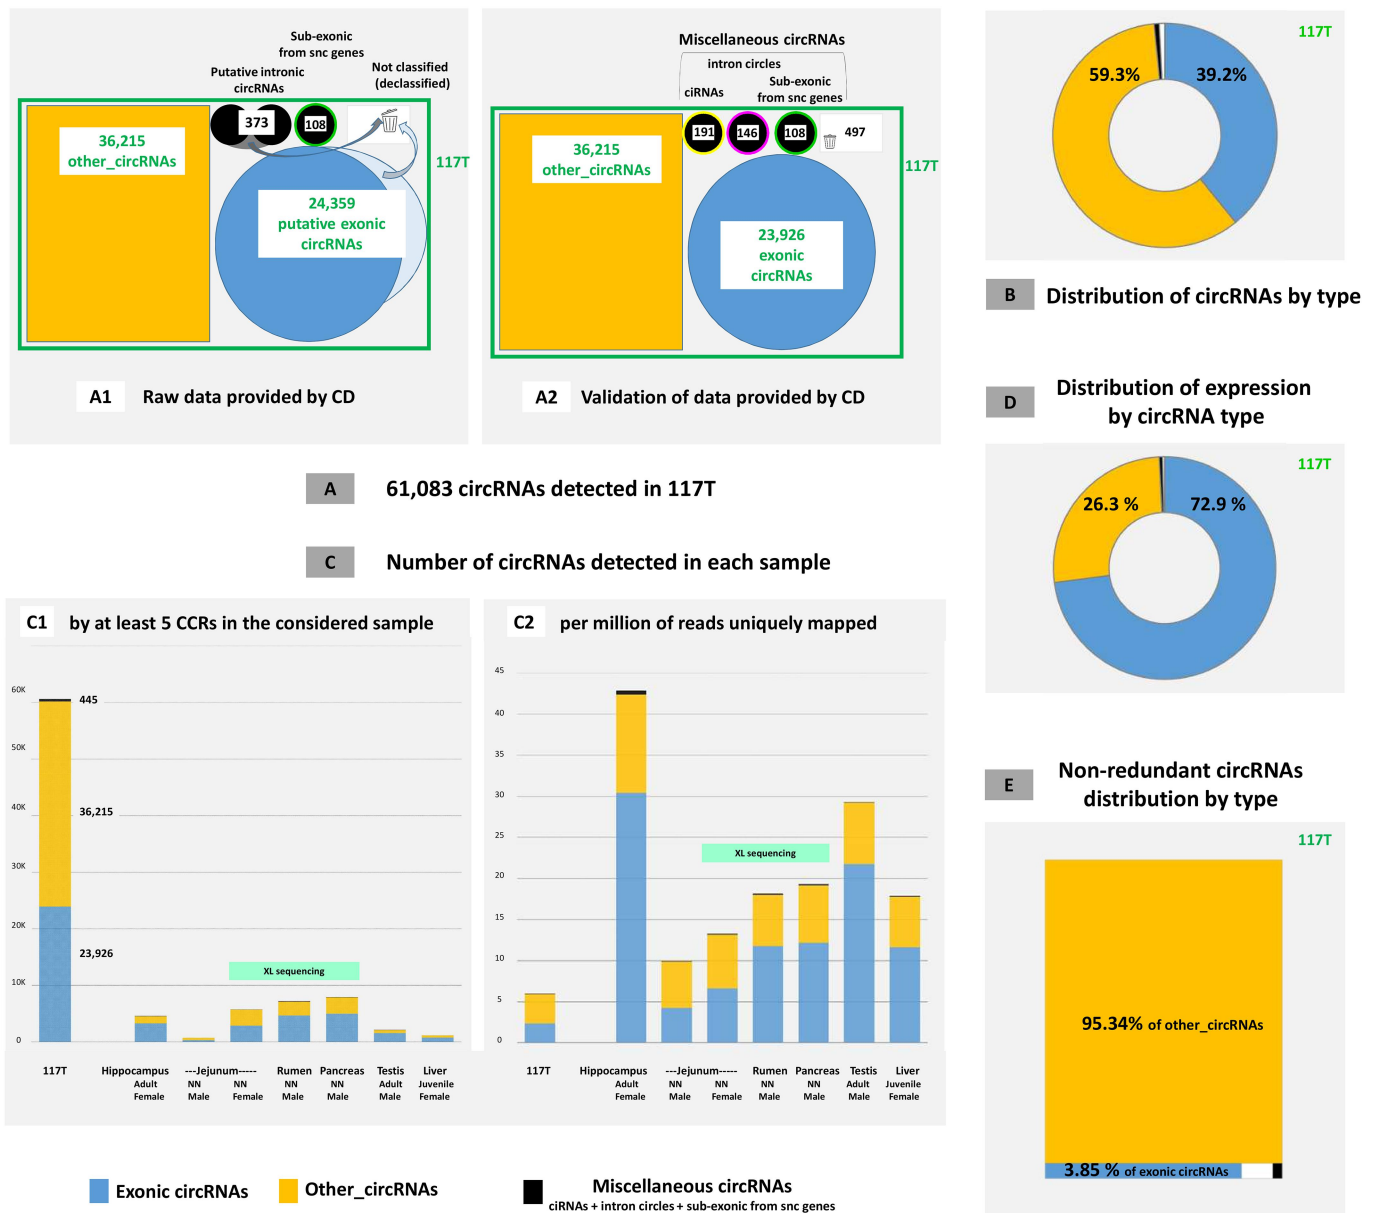 Sub-exonic
from snc genes
Putative intronic
circRNAs
Not classified
(declassified)
36,215
other_circRNAs
373
108
117T
24,359
putative exonic
circRNAs
A1 Raw data provided by CD
Miscellaneous circRNAs
intron circles
ciRNAs
Sub-exonic
from snc genes
36,215
other_circRNAs
191
146
108
497
117T
23,926
exonic
circRNAs
A2 Validation of data provided by CD
A 61,083 circRNAs detected in 117T
117T
59.3%
39.2%
B Distribution of circRNAs by type
C Number of circRNAs detected in each sample
C1 by at least 5 CCRs in the considered sample
60K
50K
40K
30K
20K
10K
0
445
36,215
23,926
XL sequencing
117T
Hippocampus
Adult
Female
---Jejunum-----
NN
Male
NN
Female
Rumen
NN
Male
Pancreas
NN
Male
Testis
Adult
Male
Liver
Juvenile
Female
C2 per million of reads uniquely mapped
45
40
35
30
25
20
15
10
5
0
XL sequencing
117T
Hippocampus
Adult
Female
---Jejunum-----
NN
Male
NN
Female
Rumen
NN
Male
Pancreas
NN
Male
Testis
Adult
Male
Liver
Juvenile
Female
D Distribution of expression
by circRNA type
117T
26.3 %
72.9 %
E Non-redundant circRNAs
distribution by type
117T
95.34% of other_circRNAs
3.85 % of exonic circRNAs
Exonic circRNAs
Other_circRNAs
Miscellaneous circRNAs
ciRNAs + intron circles + sub-exonic from snc genes